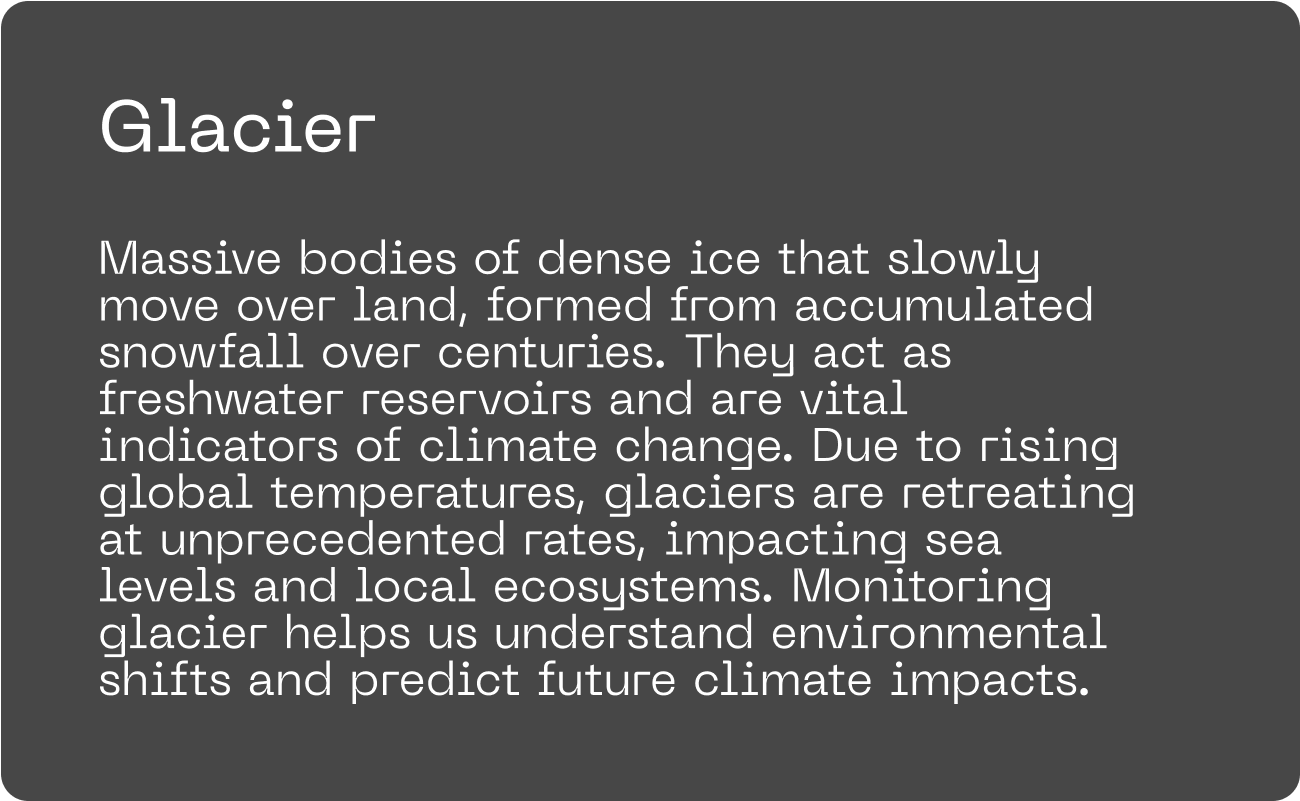 Glacier
Massive bodies of dense ice that slowly
move over land, formed from accumulated
snowfall over centuries. They act as
freshwater reservoirs and are vital
indicators of climate change. Due to rising
global temperatures, glaciers are retreating
at unprecedented rates, impacting sea
levels and local ecosystems. Monitoring
glacier helps us understand environmental
shifts and predict future climate impacts.